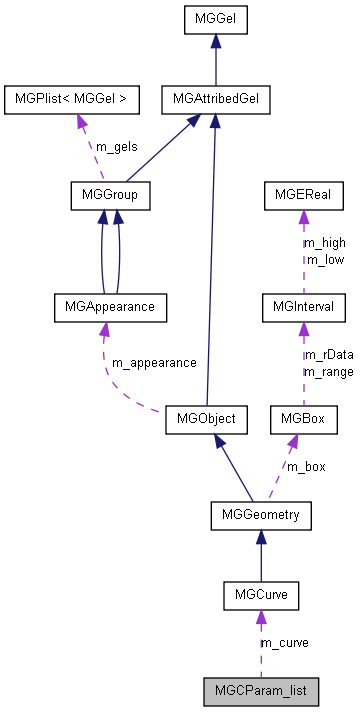 MGGel
MGPlist< MGGel >
MGAttribedGel
m_gels
MGGroup
MGEReal
m_high
m_low
MGAppearance
MGInterval
m_appearance
m_rData
m_range
MGObject
MGBox
m_box
MGGeometry
MGCurve
m_curve
MGCParam_list